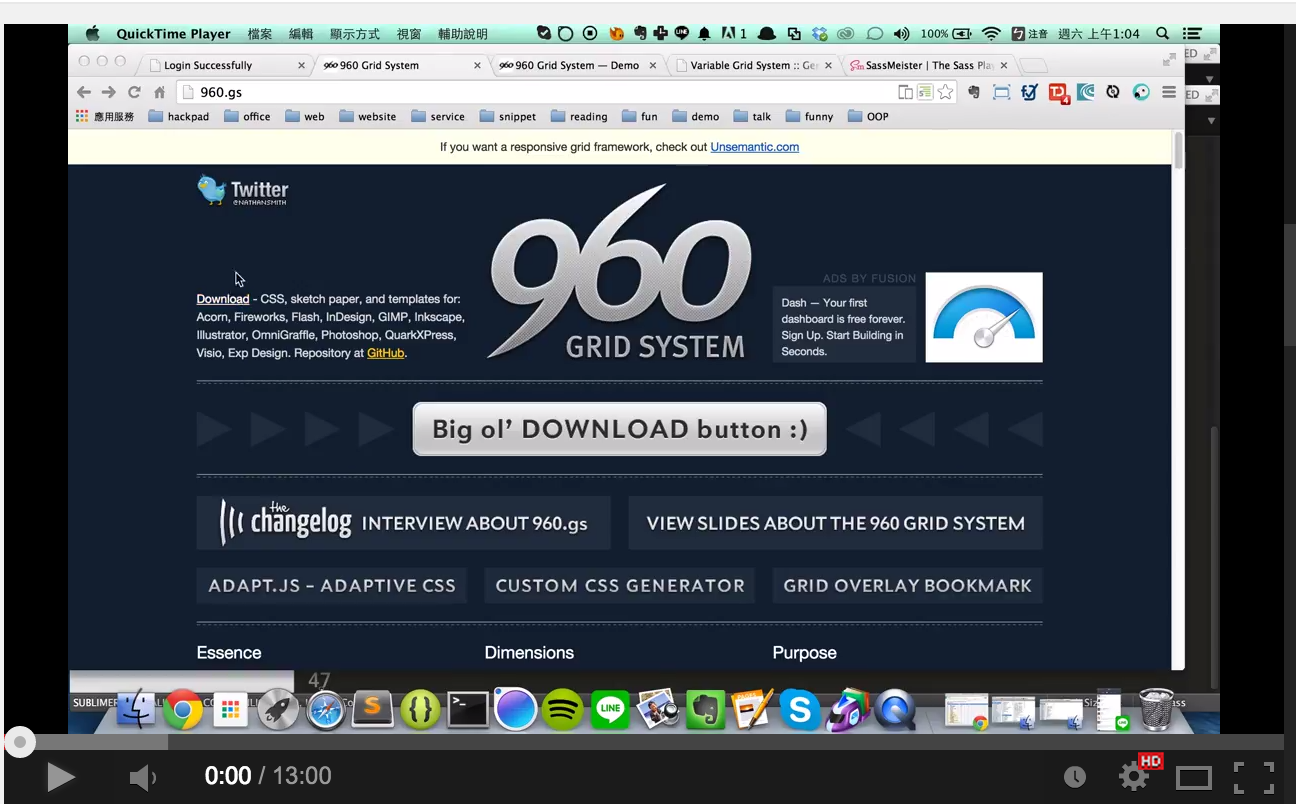 QuickTime Player 檔案 編輯 顯示方式 視窗 輔助說明 1 100% 注音 週六 上午1:04
Login Successfully 960 Grid System 960 Grid System — Demo Variable Grid System :: Ge SassMeister | The Sass Pla
ED
960.gs
ED
應用服務 hackpad office web website service snippet reading fun demo talk funny OOP
If you want a responsive grid framework, check out Unsemantic.com
Twitter
@NATHANSMITH
960
GRID SYSTEM
Download - CSS, sketch paper, and templates for:
Acorn, Fireworks, Flash, InDesign, GIMP, Inkscape,
Illustrator, OmniGraffle, Photoshop, QuarkXPress,
Visio, Exp Design. Repository at GitHub.
ADS BY FUSION
Dash — Your first
dashboard is free forever.
Sign Up. Start Building in
Seconds.
Big ol’ DOWNLOAD button :)
the changelog INTERVIEW ABOUT 960.gs
VIEW SLIDES ABOUT THE 960 GRID SYSTEM
ADAPT.JS – ADAPTIVE CSS
CUSTOM CSS GENERATOR
GRID OVERLAY BOOKMARK
Essence
Dimensions
Purpose
47
LINE
0:00 / 13:00
HD